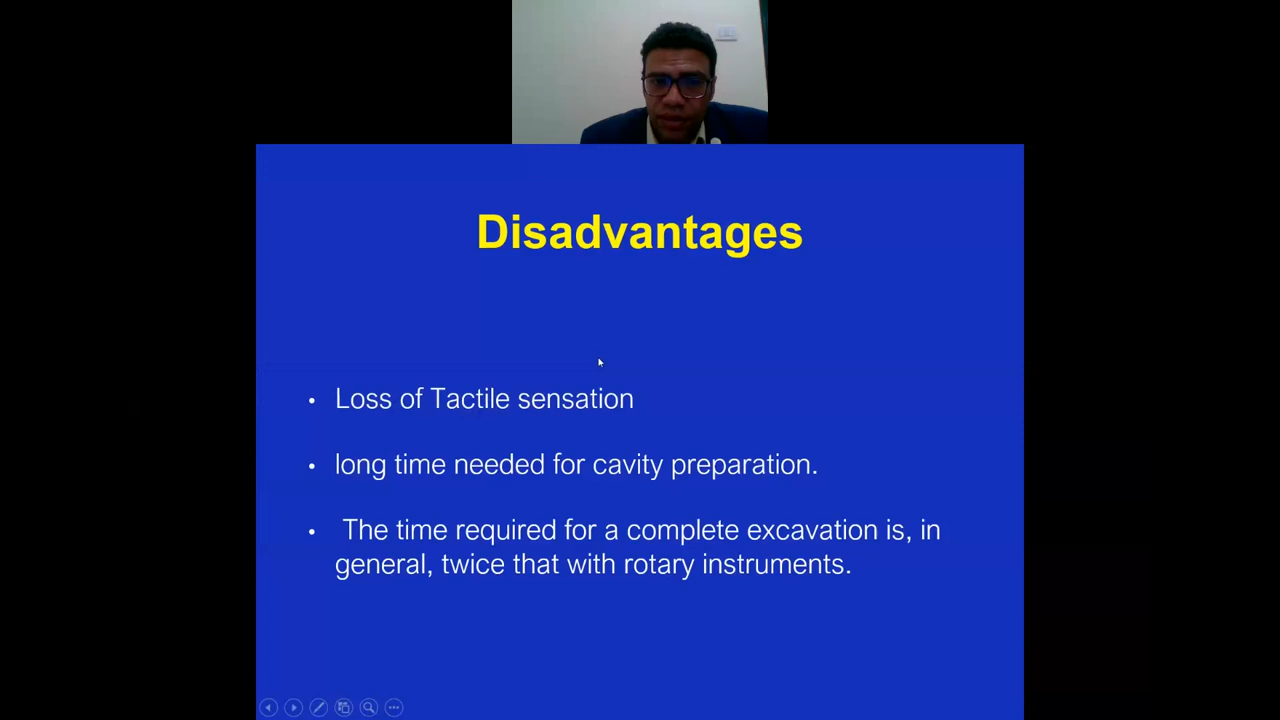 Disadvantages
• Loss of Tactile sensation
• long time needed for cavity preparation.
• The time required for a complete excavation is, in
general, twice that with rotary instruments.